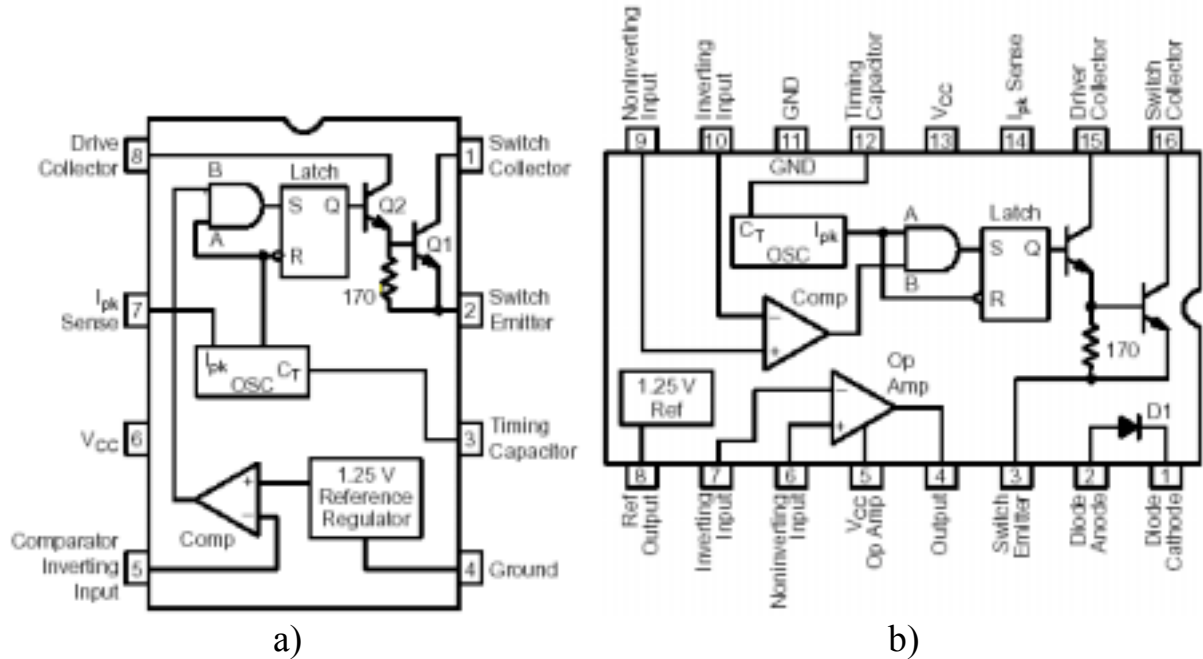 Drive
Collector
8
1
Switch
Collector
B
Latch
S
Q
Q2
A
R
Q1
170
Ipk
Sense
7
2
Switch
Emitter
Ipk
CT
OSC
VCC
6
3
Timing
Capacitor
+
−
1.25 V
Reference
Regulator
Comp
Comparator
Inverting
Input
5
4
Ground
a)
Noninverting
Input
Inverting
Input
GND
Timing
Capacitor
VCC
Ipk Sense
Driver
Collector
Switch
Collector
9
10
11
12
13
14
15
16
GND
CT
Ipk
OSC
A
B
Latch
S
Q
R
Comp
−
+
170
Op
Amp
−
+
1.25 V
Ref
D1
8
7
6
5
4
3
2
1
Ref
Output
Inverting
Input
Noninverting
Input
VCC
Op Amp
Output
Switch
Emitter
Diode
Anode
Diode
Cathode
b)